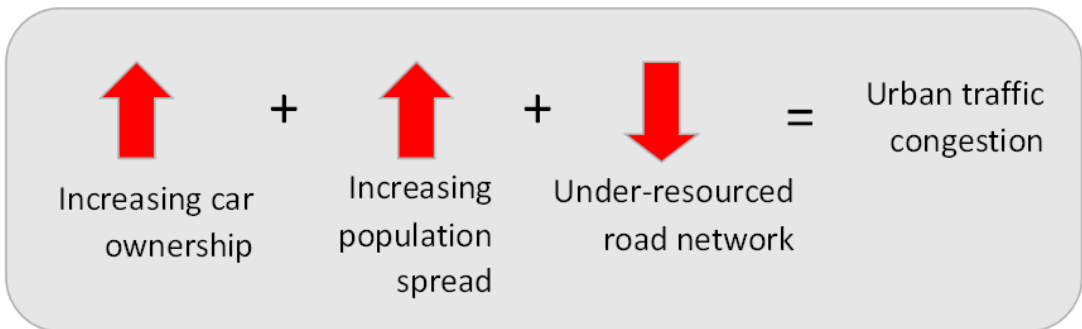 +
+
=
Urban traffic
congestion
Increasing car
ownership
Increasing
population
spread
Under-resourced
road network